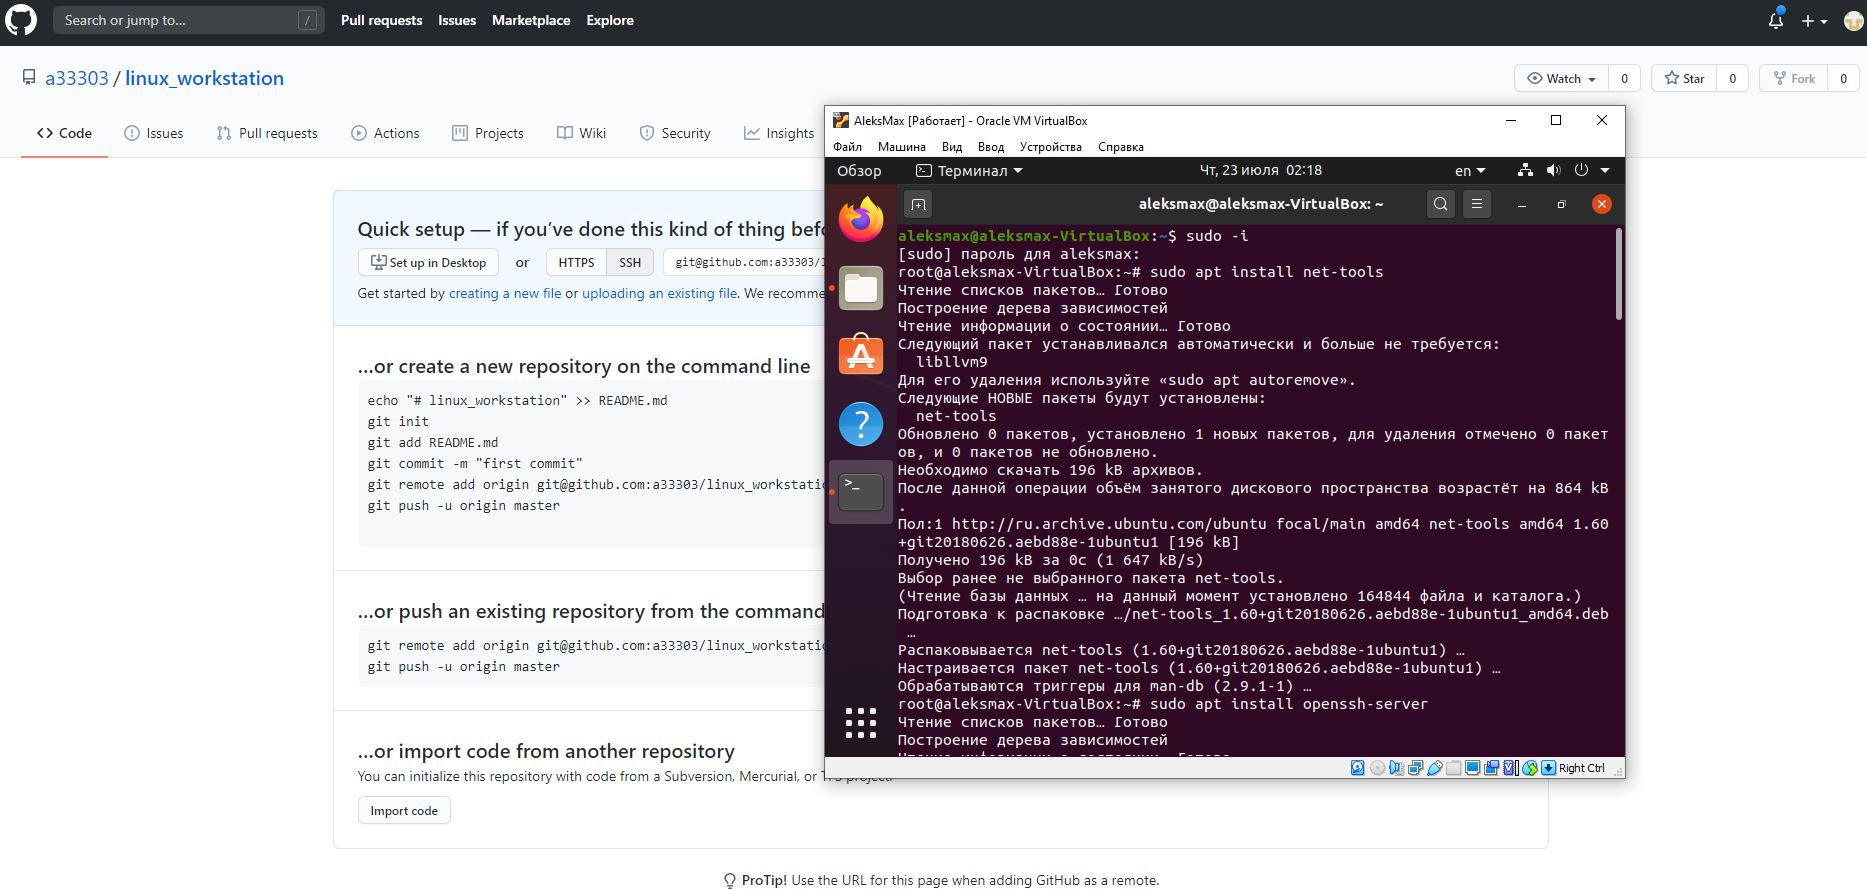 Search or jump to...
/
Pull requests
Issues
Marketplace
Explore
a33303 / linux_workstation
Watch
0
Star
0
Fork
0
Code
Issues
Pull requests
Actions
Projects
Wiki
Security
Insights
Quick setup — if you've done this kind of thing
Set up in Desktop
or
HTTPS
SSH
git@github.com:a33303/
Get started by creating a new file or uploading an existing file. We
…or create a new repository on the command line
echo "# linux_workstation" >> README.md
git init
git add README.md
git commit -m "first commit"
git remote add origin git@github.com:a33303/linux_workstatio
git push -u origin master
…or push an existing repository from the command
git remote add origin git@github.com:a33303/linux_workstatio
git push -u origin master
…or import code from another repository
You can initialize this repository with code from a Subversion, Mercurial, or TFS project.
Import code
ProTip! Use the URL for this page when adding GitHub as a remote.
AleksMax [Работает] - Oracle VM VirtualBox
Файл
Машина
Вид
Ввод
Устройства
Справка
Обзор
Терминал
Чт, 23 июля 02:18
en
aleksmax@aleksmax-VirtualBox: ~
aleksmax@aleksmax-VirtualBox:~$ sudo -i
[sudo] пароль для aleksmax:
root@aleksmax-VirtualBox:~# sudo apt install net-tools
Чтение списков пакетов… Готово
Построение дерева зависимостей
Чтение информации о состоянии… Готово
Следующий пакет устанавливался автоматически и больше не требуется:
libllvm9
Для его удаления используйте «sudo apt autoremove».
Следующие НОВЫЕ пакеты будут установлены:
net-tools
Обновлено 0 пакетов, установлено 1 новых пакетов, для удаления отмечено 0 пакет
ов, и 0 пакетов не обновлено.
Необходимо скачать 196 kB архивов.
После данной операции объём занятого дискового пространства возрастёт на 864 kB
.
Пол:1 http://ru.archive.ubuntu.com/ubuntu focal/main amd64 net-tools amd64 1.60
+git20180626.aebd88e-1ubuntu1 [196 kB]
Получено 196 kB за 0с (1 647 kB/s)
Выбор ранее не выбранного пакета net-tools.
(Чтение базы данных … на данный момент установлено 164844 файла и каталога.)
Подготовка к распаковке …/net-tools_1.60+git20180626.aebd88e-1ubuntu1_amd64.deb
…
Распаковывается net-tools (1.60+git20180626.aebd88e-1ubuntu1) …
Настраивается пакет net-tools (1.60+git20180626.aebd88e-1ubuntu1) …
Обрабатываются триггеры для man-db (2.9.1-1) …
root@aleksmax-VirtualBox:~# sudo apt install openssh-server
Чтение списков пакетов… Готово
Построение дерева зависимостей
Right Ctrl